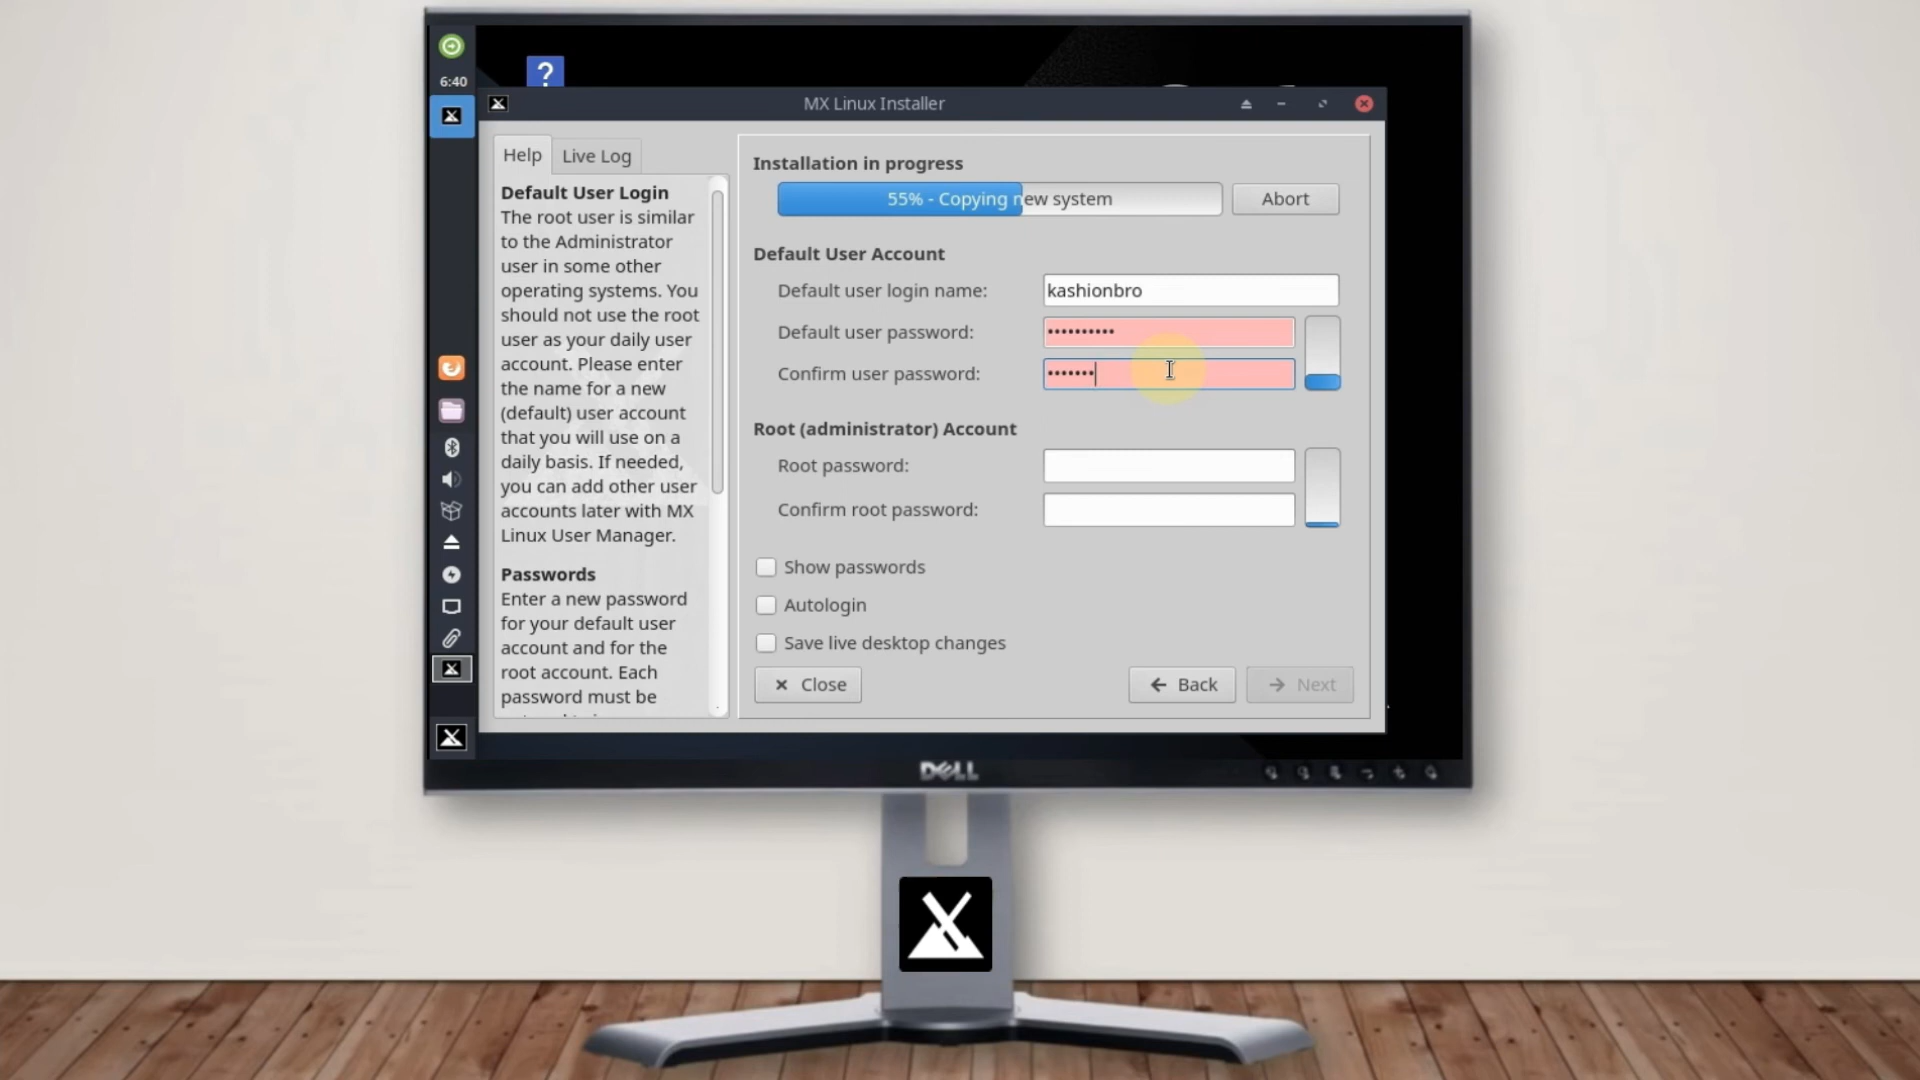 6:40
?
MX Linux Installer
Help
Live Log
Default User Login
The root user is similar
to the Administrator
user in some other
operating systems. You
should not use the root
user as your daily user
account. Please enter
the name for a new
(default) user account
that you will use on a
daily basis. If needed,
you can add other user
accounts later with MX
Linux User Manager.
Passwords
Enter a new password
for your default user
account and for the
root account. Each
password must be
Installation in progress
55% - Copying new system
Abort
Default User Account
Default user login name:
kashionbro
Default user password:
••••••••••
Confirm user password:
•••••••
Root (administrator) Account
Root password:
Confirm root password:
Show passwords
Autologin
Save live desktop changes
Close
Back
Next
DELL